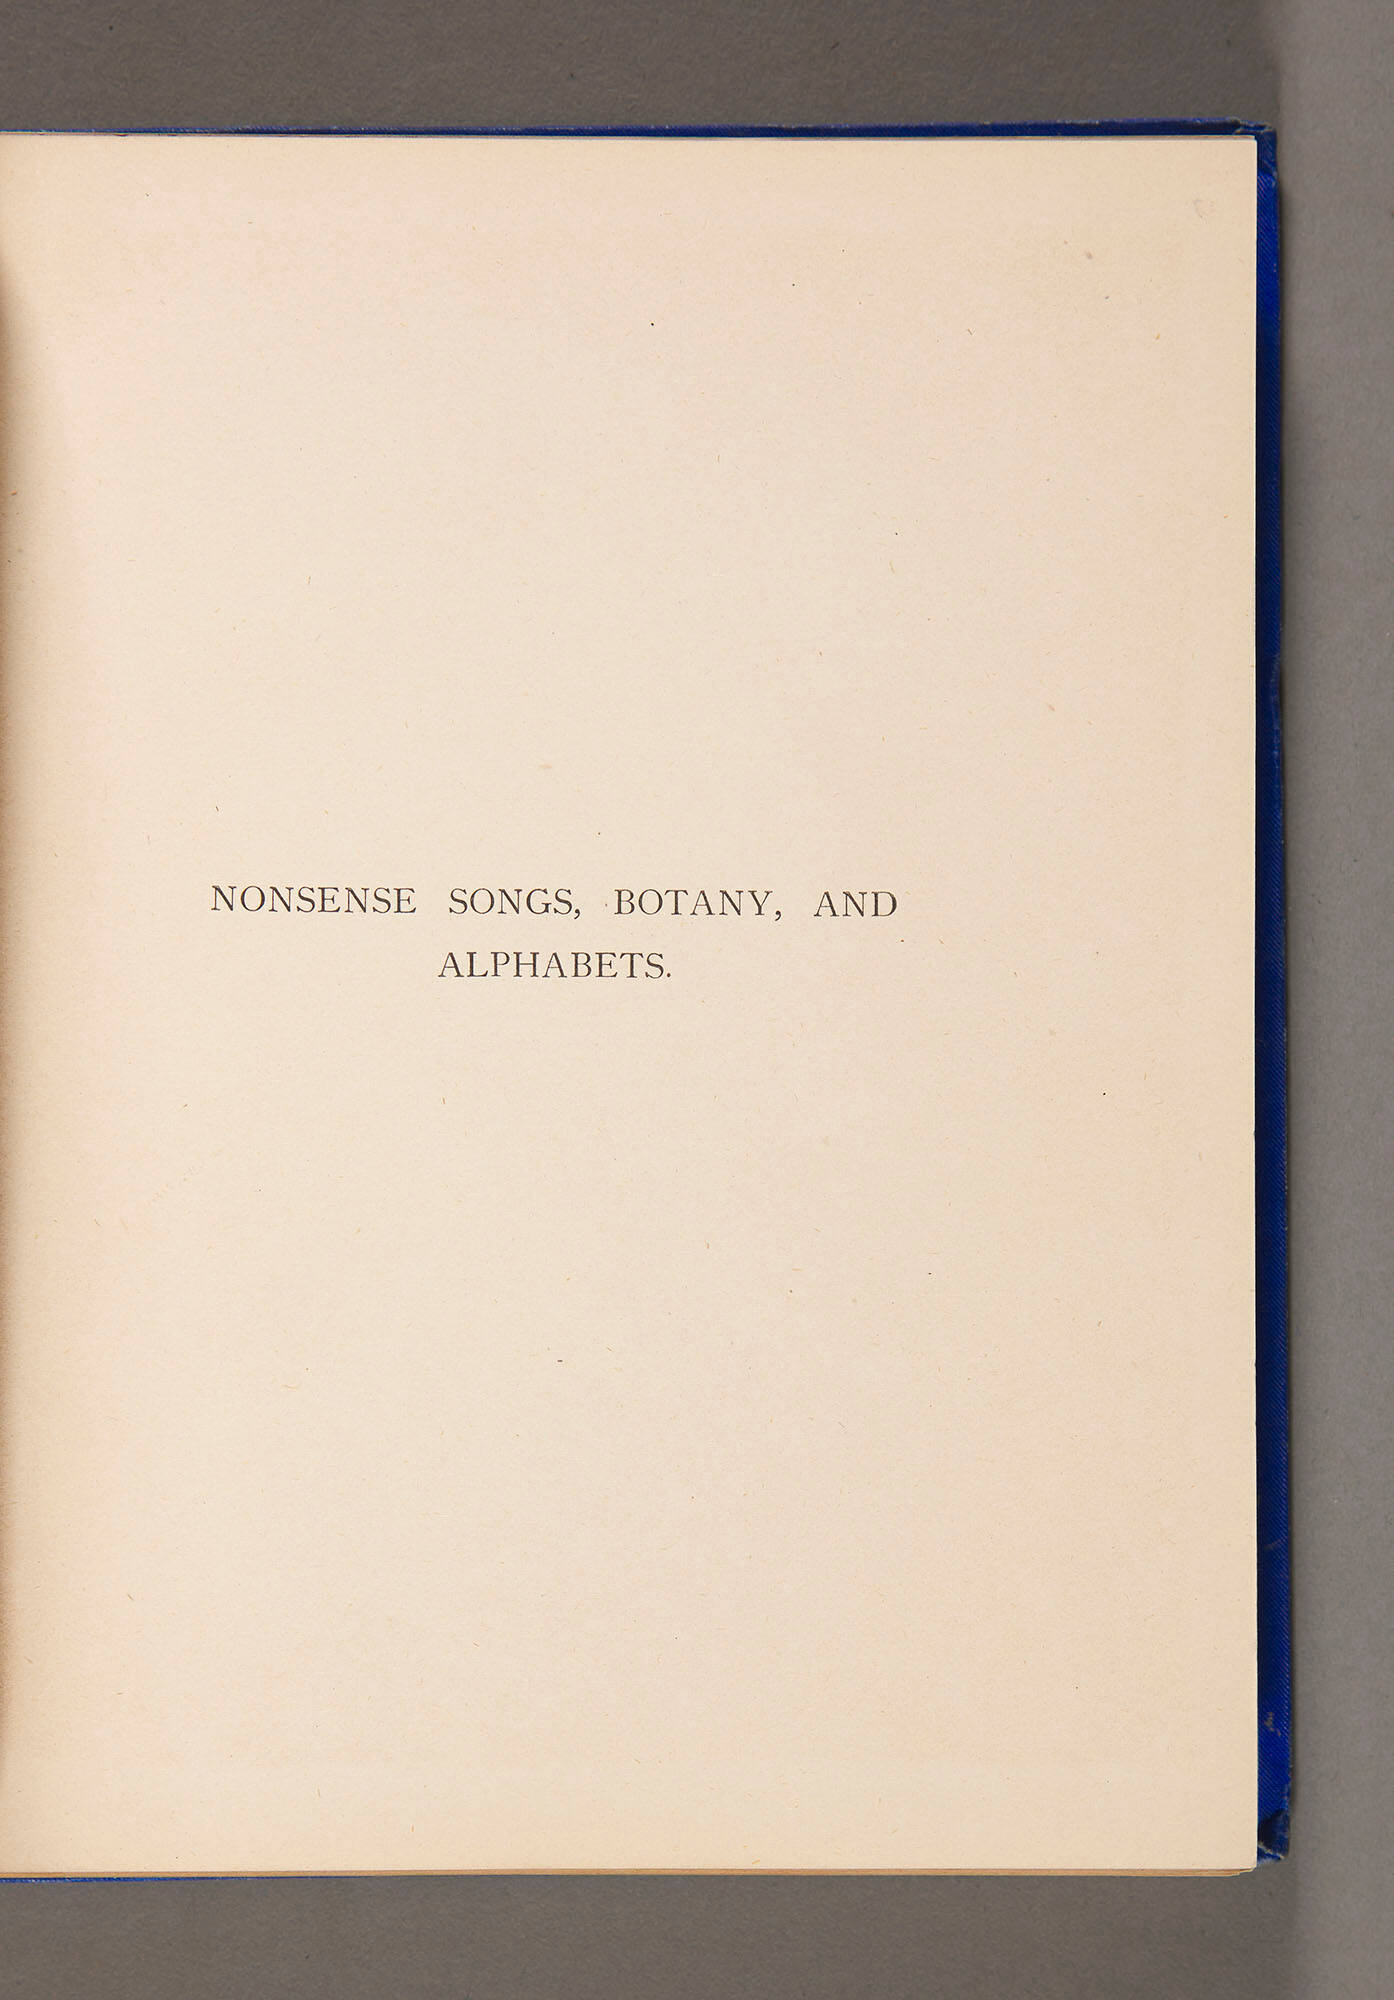 NONSENSE SONGS, BOTANY, AND
ALPHABETS.